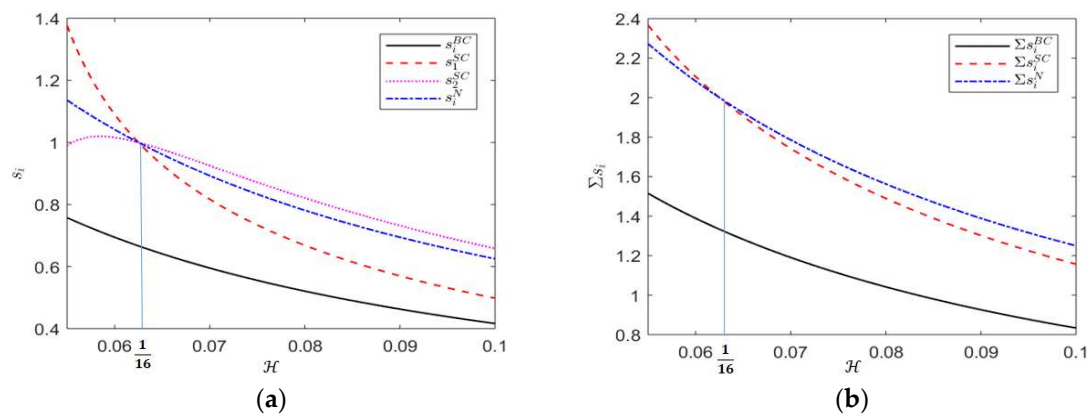 1.4
1.2
1
0.8
0.6
0.4
s_i
s_i^{BC}
s_1^{SC}
s_2^{SC}
s_i^N
0.06 1/16 0.07 0.08 0.09 0.1
ℋ
(a)
2.4
2.2
2
1.8
1.6
1.4
1.2
1
0.8
Σs_i
Σs_i^{BC}
Σs_i^{SC}
Σs_i^N
0.06 1/16 0.07 0.08 0.09 0.1
ℋ
(b)